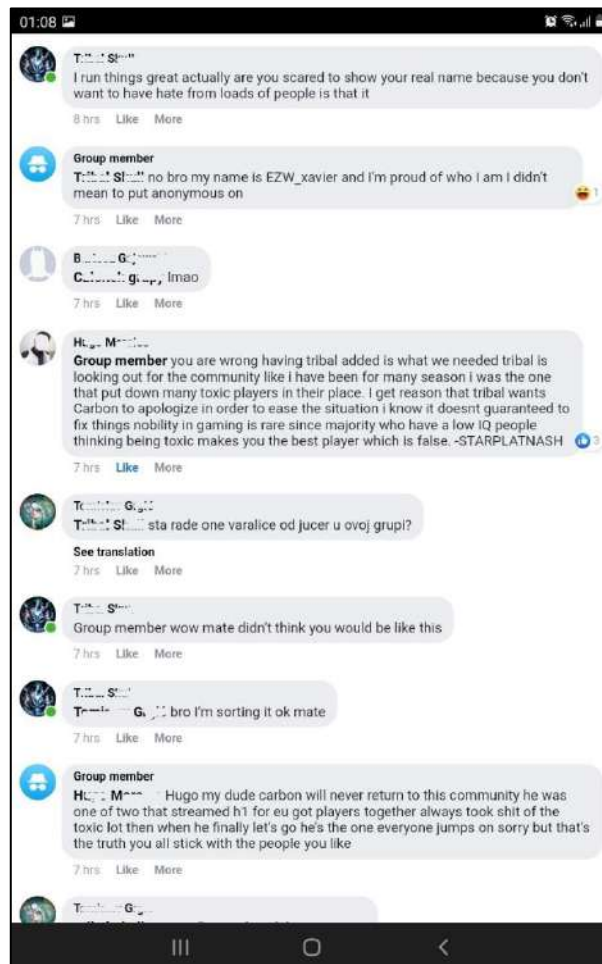 01:08
I run things great actually are you scared to show your real name because you don't
want to have hate from loads of people is that it
8 hrs Like More
Group member
no bro my name is EZW_xavier and I'm proud of who I am I didn't
mean to put anonymous on
1
7 hrs Like More
lmao
7 hrs Like More
Group member you are wrong having tribal added is what we needed tribal is
looking out for the community like i have been for many season i was the one
that put down many toxic players in their place. I get reason that tribal wants
Carbon to apologize in order to ease the situation i know it doesnt guaranteed to
fix things nobility in gaming is rare since majority who have a low IQ people
thinking being toxic makes you the best player which is false. -STARPLATNASH
3
7 hrs Like More
sta rade one varalice od jucer u ovoj grupi?
See translation
7 hrs Like More
Group member wow mate didn't think you would be like this
7 hrs Like More
bro I'm sorting it ok mate
7 hrs Like More
Group member
Hugo my dude carbon will never return to this community he was
one of two that streamed h1 for eu got players together always took shit of the
toxic lot then when he finally let's go he's the one everyone jumps on sorry but that's
the truth you all stick with the people you like
7 hrs Like More